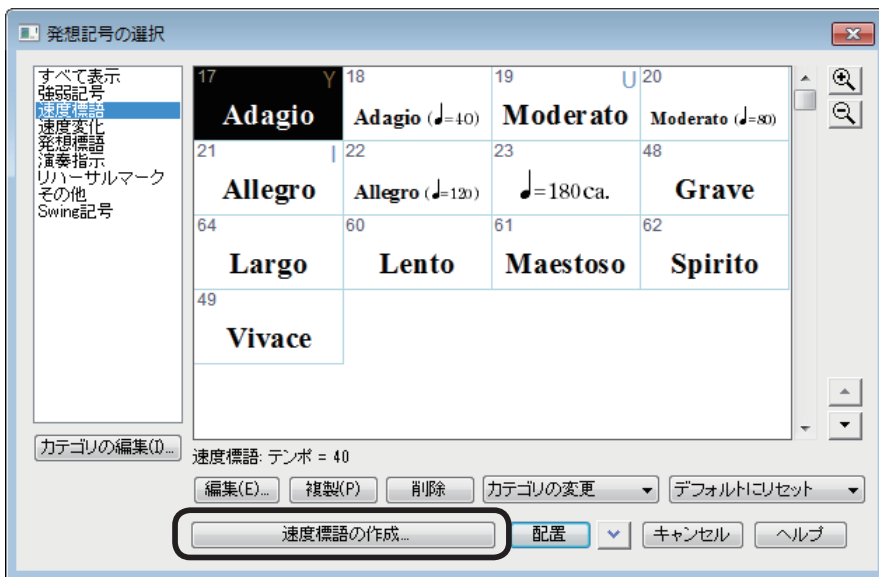 発想記号の選択
すべて表示
強弱記号
速度標語
速度変化
発想標語
演奏指示
リハーサルマーク
その他
Swing記号
17 Y 18 19 U 20
Adagio Adagio (♩=40) Moderato Moderato (♩=80)
21 I 22 23 48
Allegro Allegro (♩=120) ♩=180ca. Grave
64 60 61 62
Largo Lento Maestoso Spirito
49
Vivace
カテゴリの編集(I)...
速度標語: テンポ = 40
編集(E)... 複製(P) 削除 カテゴリの変更 デフォルトにリセット
速度標語の作成... 配置 キャンセル ヘルプ